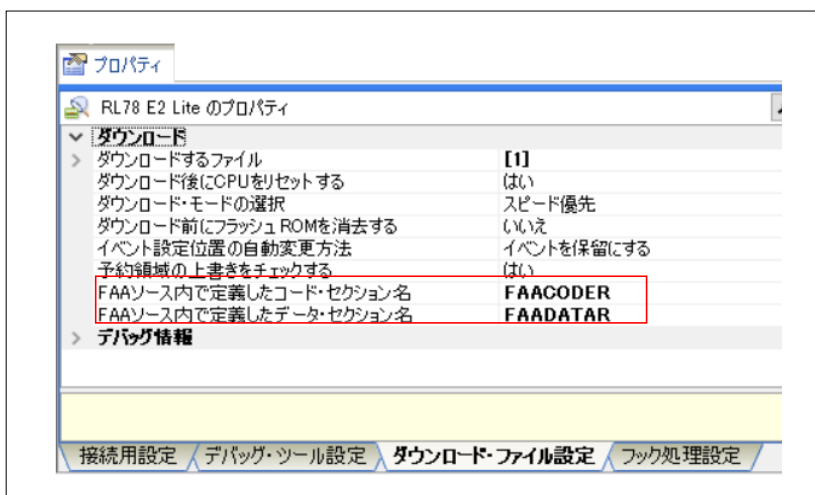 プロパティ
RL78 E2 Lite のプロパティ
ダウンロード
ダウンロードするファイル [1]
ダウンロード後にCPUをリセットする はい
ダウンロード・モードの選択 スピード優先
ダウンロード前にフラッシュROMを消去する いいえ
イベント設定位置の自動変更方法 イベントを保留にする
予約領域の上書きをチェックする はい
FAAソース内で定義したコード・セクション名 FAACODER
FAAソース内で定義したデータ・セクション名 FAADATAR
デバッグ情報
接続用設定 デバッグ・ツール設定 ダウンロード・ファイル設定 フック処理設定